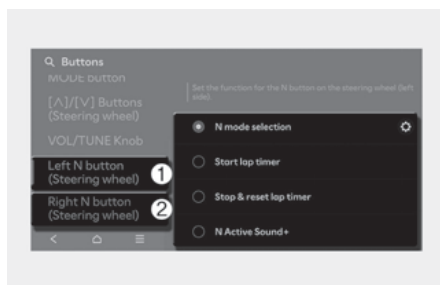 Buttons
MODE button
[∧]/[∨] Buttons
(Steering wheel)
VOL/TUNE Knob
Left N button
(Steering wheel)
1
Right N button
(Steering wheel)
2
Set the function for the N button on the steering wheel (left
side).
N mode selection
Start lap timer
Stop & reset lap timer
N Active Sound+